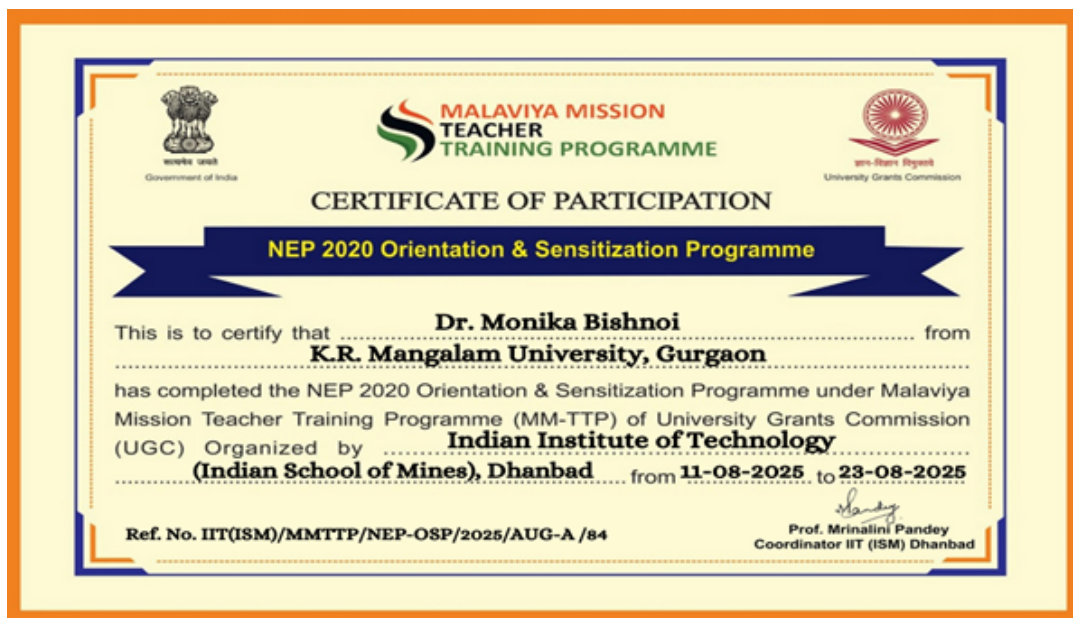 सत्यमेव जयते
Government of India
MALAVIYA MISSION
TEACHER
TRAINING PROGRAMME
ज्ञान-विज्ञान विमुक्तये
University Grants Commission
CERTIFICATE OF PARTICIPATION
NEP 2020 Orientation & Sensitization Programme
This is to certify that Dr. Monika Bishnoi from
K.R. Mangalam University, Gurgaon
has completed the NEP 2020 Orientation & Sensitization Programme under Malaviya
Mission Teacher Training Programme (MM-TTP) of University Grants Commission
(UGC) Organized by Indian Institute of Technology
(Indian School of Mines), Dhanbad from 11-08-2025 to 23-08-2025
Ref. No. IIT(ISM)/MMTTP/NEP-OSP/2025/AUG-A /84
Prof. Mrinalini Pandey
Coordinator IIT (ISM) Dhanbad